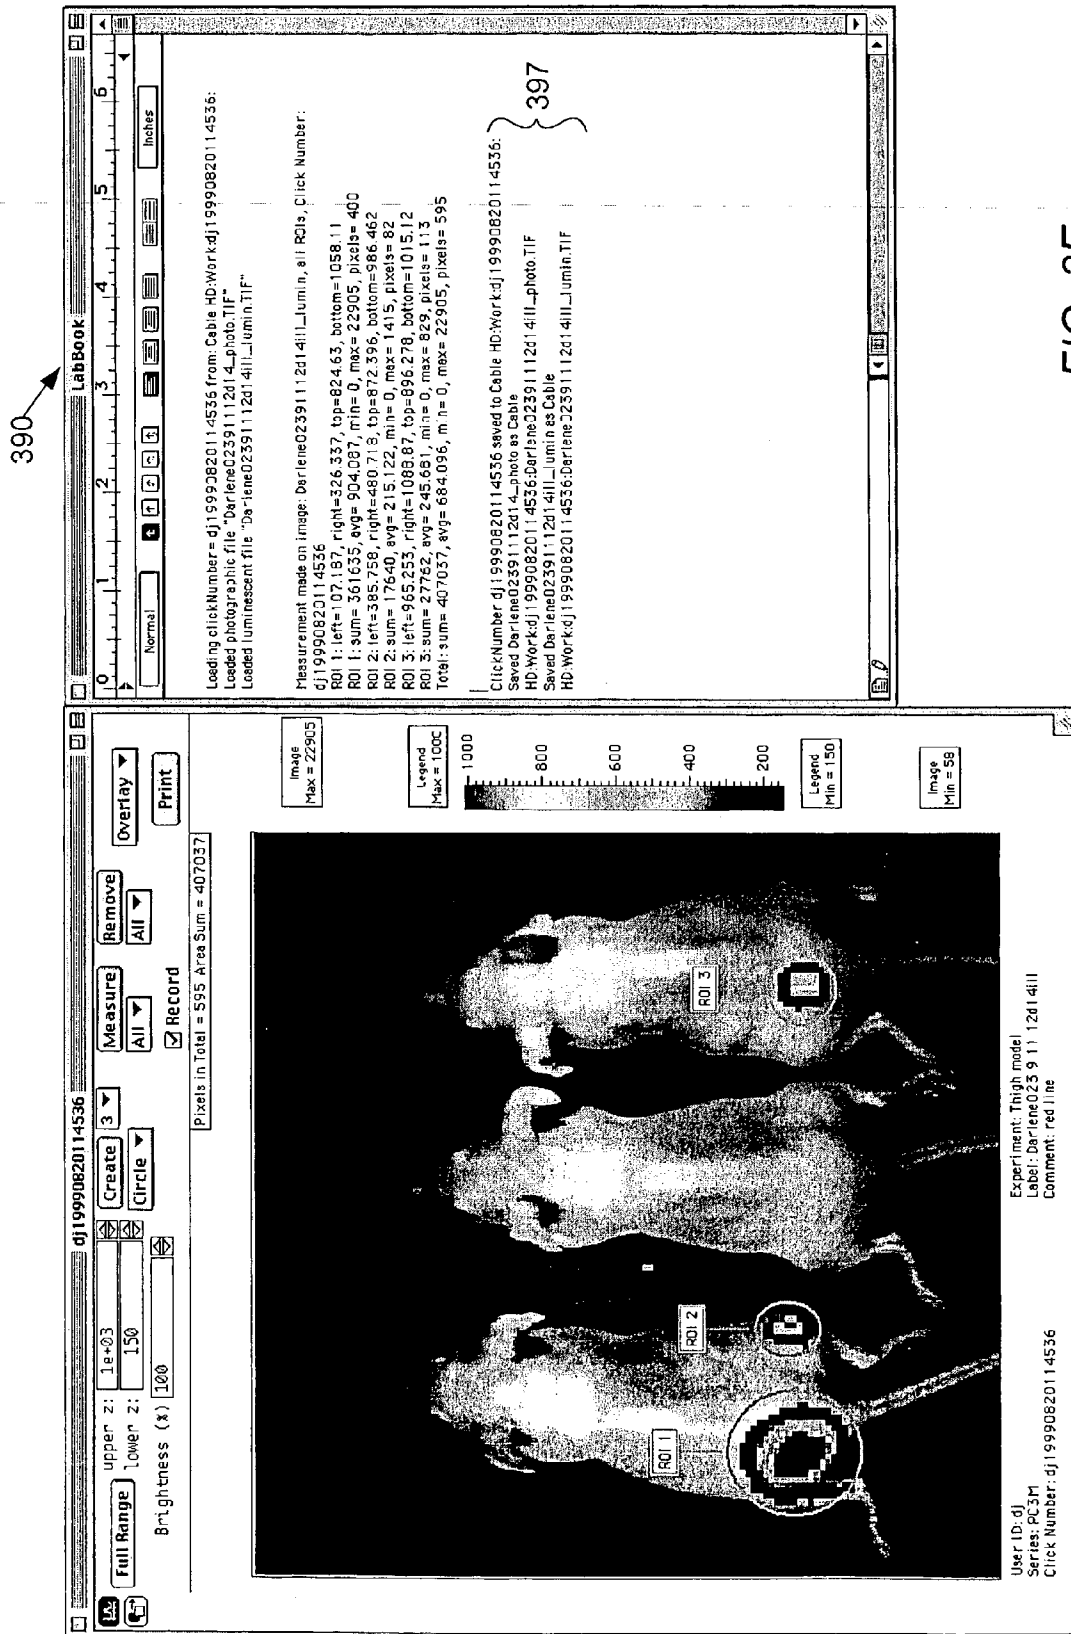 390
dj19990820114536
Full Range
upper z: 1e+03
lower z: 150
Brightness (%) 100
Create 3
Circle
Measure
All
Record
Remove
All
Overlay
Print
Pixels in Total = 595 Area Sum = 407037
ROI 1
ROI 2
ROI 3
Image
Max = 22905
Legend
Max = 1000
1000
800
600
400
200
Legend
Min = 150
Image
Min = 58
User ID: dj
Series: PC3M
Click Number: dj19990820114536
Experiment: Thigh model
Label: Darlene023 9 11 12d14ill
Comment: red line
LabBook
0 1 2 3 4 5 6
Normal
Inches
Loading clickNumber= dj19990820114536 from: Cable HD:Work:dj19990820114536:
Loaded photographic file "Darlene02391112d14_photo.TIF"
Loaded luminescent file "Darlene02391112d14ill_lumin.TIF"
Measurement made on image: Darlene02391112d14ill_lumin, all ROIs, Click Number:
dj19990820114536
ROI 1: left=107.187, right=326.337, top=824.63, bottom=1058.11
ROI 1: sum= 361635, avg= 904.087, min= 0, max= 22905, pixels= 400
ROI 2: left=385.758, right=480.718, top=872.396, bottom=986.462
ROI 2: sum= 17640, avg= 215.122, min= 0, max= 1415, pixels= 82
ROI 3: left=965.253, right=1088.87, top=896.278, bottom=1015.12
ROI 3: sum= 27762, avg= 245.681, min= 0, max= 829, pixels= 113
Total: sum= 407037, avg= 684.096, min= 0, max= 22905, pixels= 595
ClickNumber dj19990820114536 saved to Cable HD:Work:dj19990820114536:
Saved Darlene02391112d14_photo as Cable
HD:Work:dj19990820114536:Darlene02391112d14ill_photo.TIF
Saved Darlene02391112d14ill_lumin as Cable
HD:Work:dj19990820114536:Darlene02391112d14ill_lumin.TIF
397